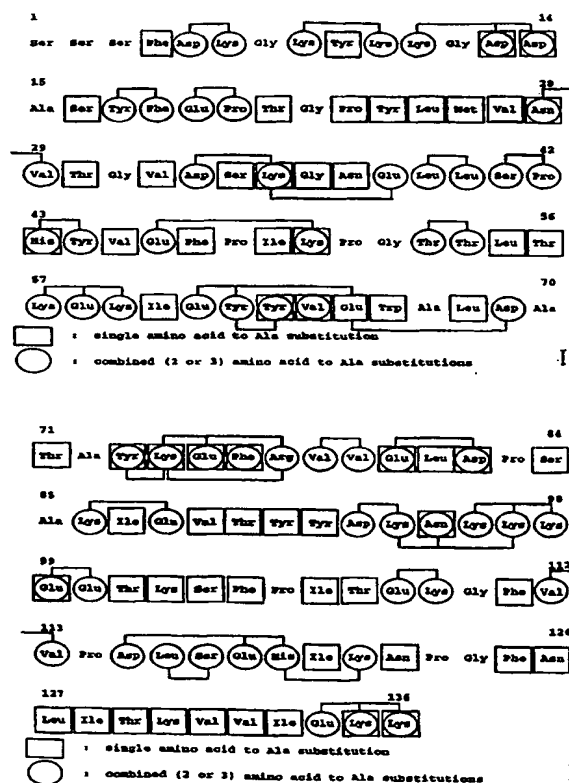 1 14
Ser Ser Ser Phe Asp Lys Gly Lys Tyr Lys Lys Gly Asp Asp
15 28
Ala Ser Tyr Phe Glu Pro Thr Gly Pro Tyr Leu Met Val Asn
29 42
Val Thr Gly Val Asp Ser Lys Gly Asn Glu Leu Leu Ser Pro
43 56
His Tyr Val Glu Phe Pro Ile Lys Pro Gly Thr Thr Leu Thr
57 70
Lys Glu Lys Ile Glu Tyr Tyr Val Glu Trp Ala Leu Asp Ala
: single amino acid to Ala substitution
: combined (2 or 3) amino acid to Ala substitutions
71 84
Thr Ala Tyr Lys Glu Phe Arg Val Val Glu Leu Asp Pro Ser
85 98
Ala Lys Ile Glu Val Thr Tyr Tyr Asp Lys Asn Lys Lys Lys
99 112
Glu Glu Thr Lys Ser Phe Pro Ile Thr Glu Lys Gly Phe Val
113 126
Val Pro Asp Leu Ser Glu His Ile Lys Asn Pro Gly Phe Asn
127 136
Leu Ile Thr Lys Val Val Ile Glu Lys Lys
: single amino acid to Ala substitution
: combined (2 or 3) amino acid to Ala substitutions